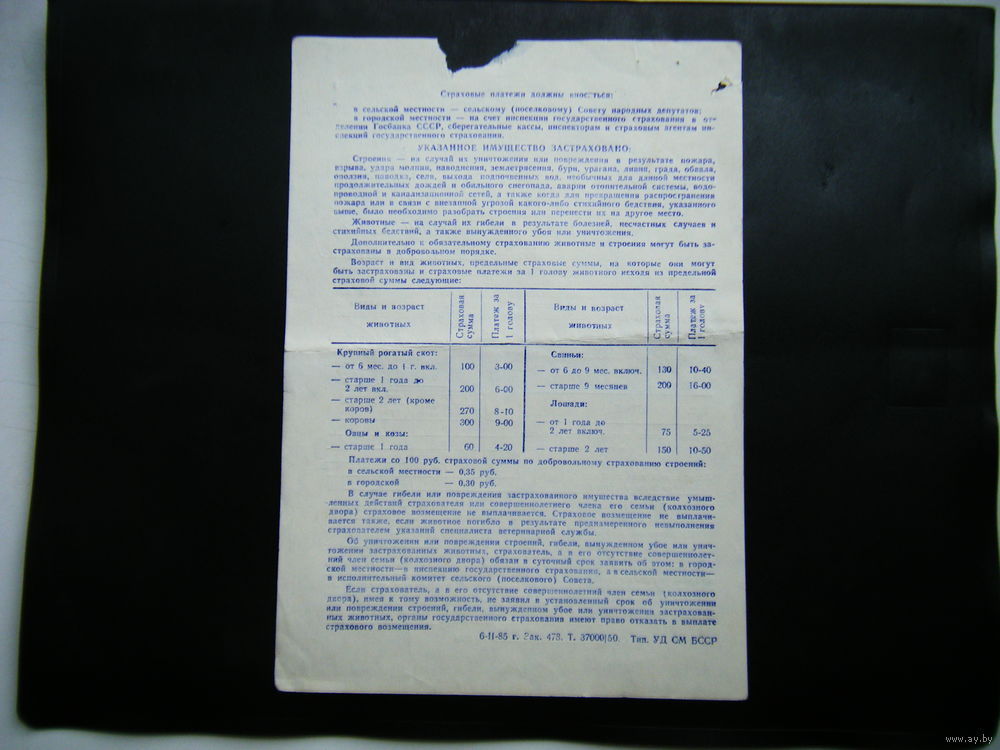 Страховые платежи должны вноситься:
в сельской местности — сельскому (поселковому) Совету народных депутатов;
в городской местности — на счет инспекции государственного страхования в от-
деления Госбанка СССР, сберегательные кассы, инспекторам и страховым агентам ин-
спекций государственного страхования.
УКАЗАННОЕ ИМУЩЕСТВО ЗАСТРАХОВАНО:
Строения — на случай их уничтожения или повреждения в результате пожара,
взрыва, удара молнии, наводнения, землетрясения, бури, урагана, ливня, града, обвала,
оползня, паводка, селя, выхода подпочвенных вод, необычных для данной местности
продолжительных дождей и обильного снегопада, аварии отопительной системы, водо-
проводной и канализационной сетей, а также когда для прекращения распространения
пожара или в связи с внезапной угрозой какого-либо стихийного бедствия, указанного
выше, было необходимо разобрать строения или перенести их на другое место.
Животные — на случай их гибели в результате болезней, несчастных случаев и
стихийных бедствий, а также вынужденного убоя или уничтожения.
Дополнительно к обязательному страхованию животные и строения могут быть за-
страхованы в добровольном порядке.
Возраст и вид животных, предельные страховые суммы, на которые они могут
быть застрахованы и страховые платежи за 1 голову животного исходя из предельной
страховой суммы следующие:
Виды и возраст животных Страховая сумма Платеж за 1 голову Виды и возраст животных Страховая сумма Платеж за 1 голову
Крупный рогатый скот:
— от 6 мес. до 1 г. вкл. 100 3-00
— старше 1 года до
2 лет вкл. 200 6-00
— старше 2 лет (кроме
коров) 270 8-10
— коровы 300 9-00
Овцы и козы:
— старше 1 года 60 4-20
Свиньи:
— от 6 до 9 мес. включ. 130 10-40
— старше 9 месяцев 200 16-00
Лошади:
— от 1 года до
2 лет включ. 75 5-25
— старше 2 лет 150 10-50
Платежи со 100 руб. страховой суммы по добровольному страхованию строений:
в сельской местности — 0,35 руб.
в городской — 0,30 руб.
В случае гибели или повреждения застрахованного имущества вследствие умыш-
ленных действий страхователя или совершеннолетнего члена его семьи (колхозного
двора) страховое возмещение не выплачивается. Страховое возмещение не выплачи-
вается также, если животное погибло в результате преднамеренного невыполнения
страхователем указаний специалиста ветеринарной службы.
Об уничтожении или повреждении строений, гибели, вынужденном убое или унич-
тожении застрахованных животных, страхователь, а в его отсутствие совершеннолет-
ний член семьи (колхозного двора) обязан в суточный срок заявить об этом: в город-
ской местности—в инспекцию государственного страхования, а в сельской местности—
в исполнительный комитет сельского (поселкового) Совета.
Если страхователь, а в его отсутствие совершеннолетний член семьи (колхозного
двора), имея к тому возможность, не заявил в установленный срок об уничтожении
или повреждении строений, гибели, вынужденном убое или уничтожении застрахован-
ных животных, органы государственного страхования имеют право отказать в выплате
страхового возмещения.
6-II-85 г. Зак. 478. Т. 37000|50. Тип. УД СМ БССР
www.ay.by